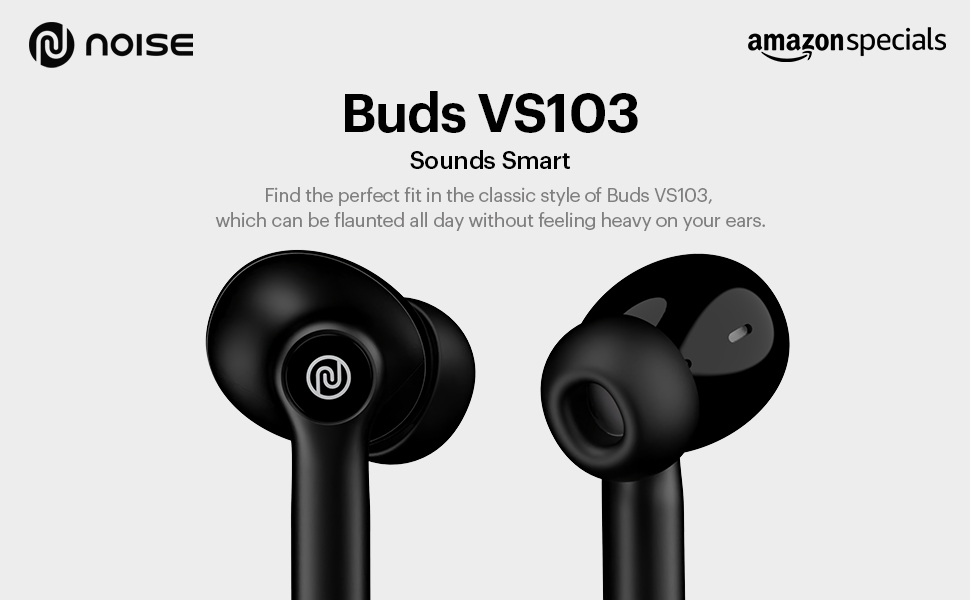 NOISE
amazonspecials
Buds VS103
Sounds Smart
Find the perfect fit in the classic style of Buds VS103,
which can be flaunted all day without feeling heavy on your ears.